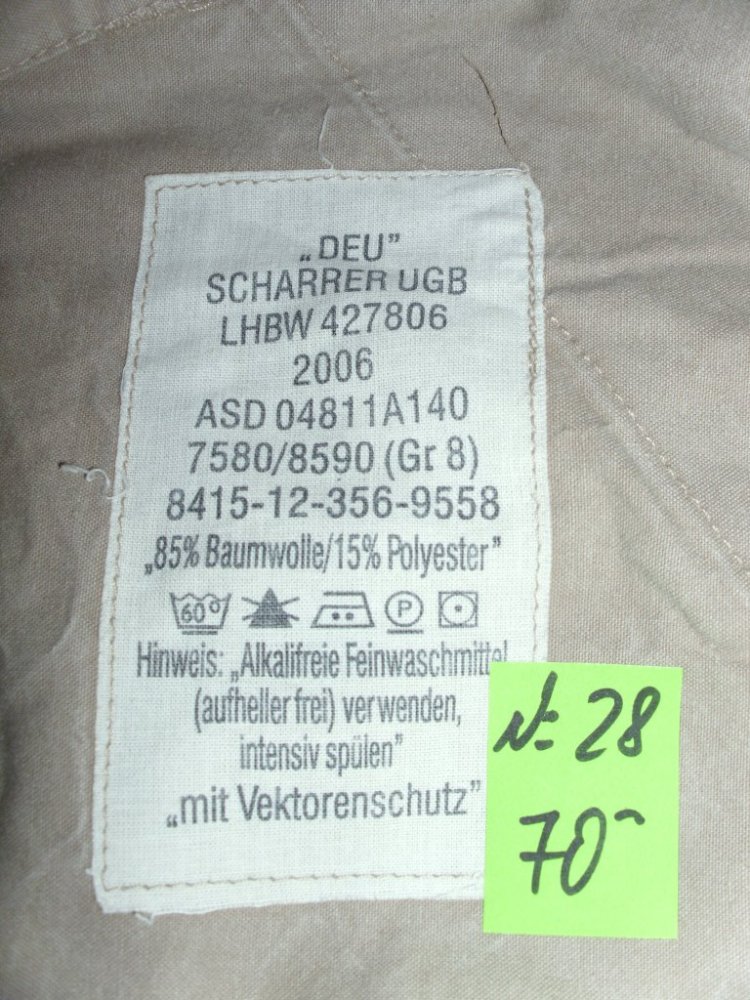 „DEU”
SCHARRER UGB
LHBW 427806
2006
ASD 04811A140
7580/8590 (Gr 8)
8415-12-356-9558
„85% Baumwolle/15% Polyester”
60° P
Hinweis: „Alkalifreie Feinwaschmittel
(aufheller frei) verwenden,
intensiv spülen”
„mit Vektorenschutz”
28
70